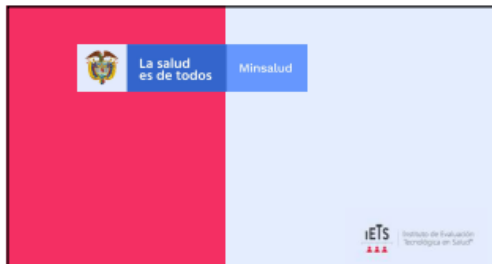 La salud
es de todos
Minsalud
iETS
Instituto de Evaluación
Tecnológica en Salud®